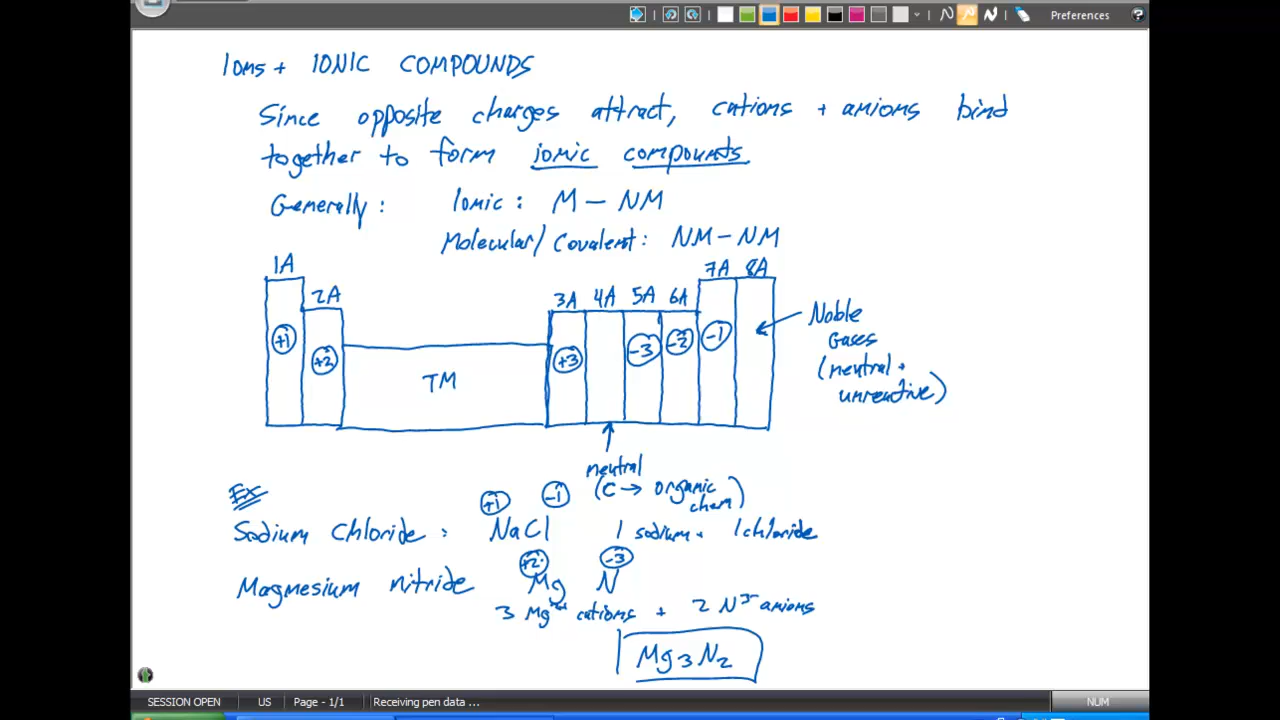 Preferences
Ions + IONIC COMPOUNDS
Since opposite charges attract, cations + anions bind
together to form ionic compounds
Generally: Ionic: M - NM
Molecular/Covalent: NM - NM
1A 2A 3A 4A 5A 6A 7A 8A
+1 +2 TM +3 -3 -2 -1
Noble
Gases
(neutral +
unreactive)
neutral
(C → organic
chem)
Ex
+1 -1
Sodium Chloride: NaCl 1 sodium + 1 chloride
+2 -3
Magnesium nitride Mg N
3 Mg²⁺ cations + 2 N³⁻ anions
Mg₃N₂
SESSION OPEN US Page - 1/1 Receiving pen data ... NUM